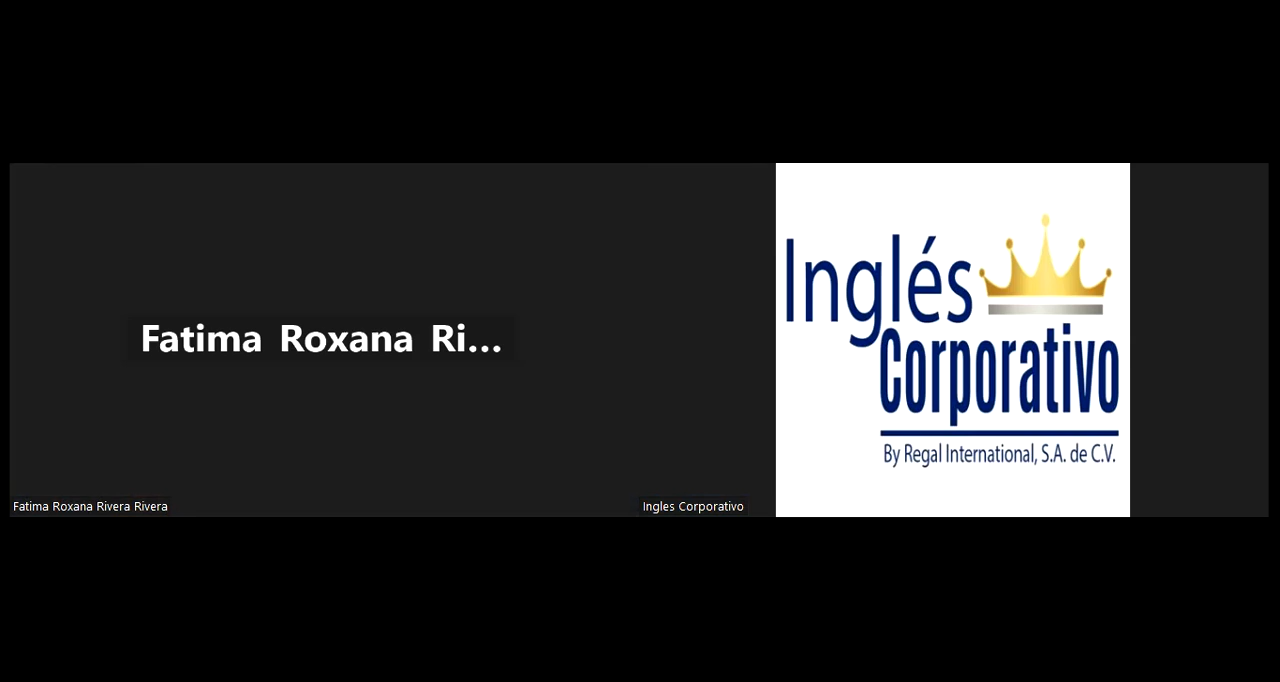 Fatima Roxana Ri...
Fatima Roxana Rivera Rivera
Ingles Corporativo
Inglés
Corporativo
By Regal International, S.A. de C.V.